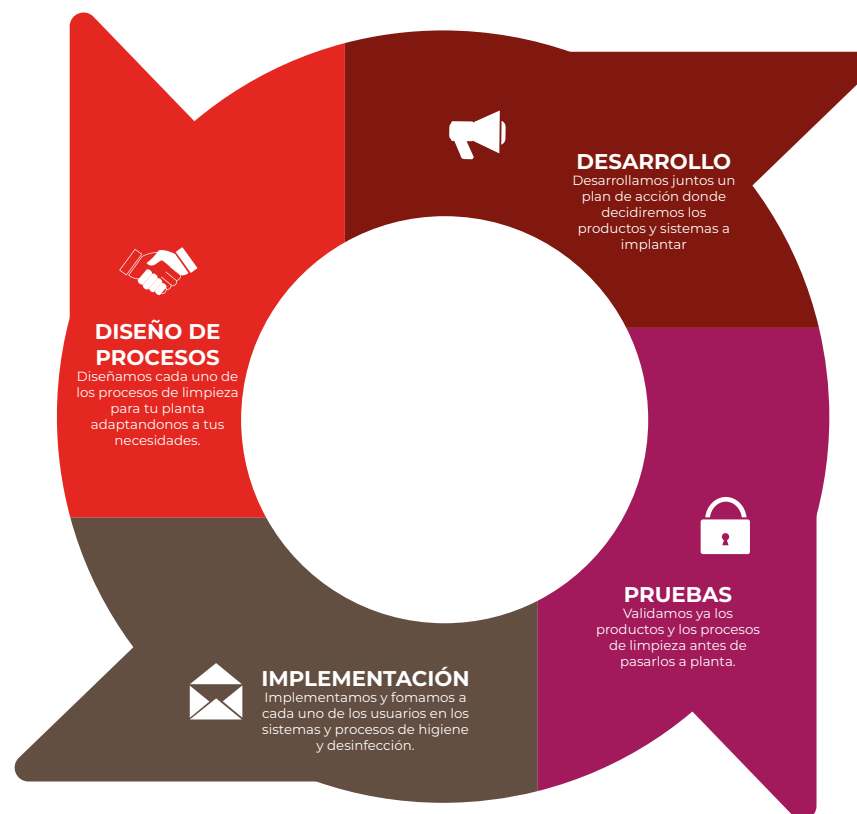 DISEÑO DE
PROCESOS
Diseñamos cada uno de
los procesos de limpieza
para tu planta
adaptandonos a tus
necesidades.
DESARROLLO
Desarrollamos juntos un
plan de acción donde
decidiremos los
productos y sistemas a
implantar
PRUEBAS
Validamos ya los
productos y los procesos
de limpieza antes de
pasarlos a planta.
IMPLEMENTACIÓN
Implementamos y fomamos a
cada uno de los usuarios en los
sistemas y procesos de higiene
y desinfección.